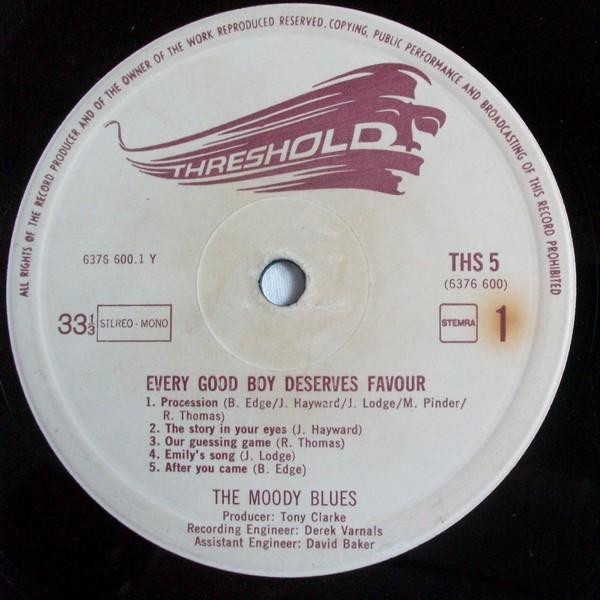 ALL RIGHTS OF THE RECORD PRODUCER AND OF THE OWNER OF THE WORK REPRODUCED RESERVED. COPYING, PUBLIC PERFORMANCE AND BROADCASTING OF THIS RECORD PROHIBITED
THRESHOLD
6376 600.1 Y
THS 5
(6376 600)
33 1/3
STEREO - MONO
STEMRA
1
EVERY GOOD BOY DESERVES FAVOUR
1. Procession (B. Edge/J. Hayward/J. Lodge/M. Pinder/
R. Thomas)
2. The story in your eyes (J. Hayward)
3. Our guessing game (R. Thomas)
4. Emily's song (J. Lodge)
5. After you came (B. Edge)
THE MOODY BLUES
Producer: Tony Clarke
Recording Engineer: Derek Varnals
Assistant Engineer: David Baker